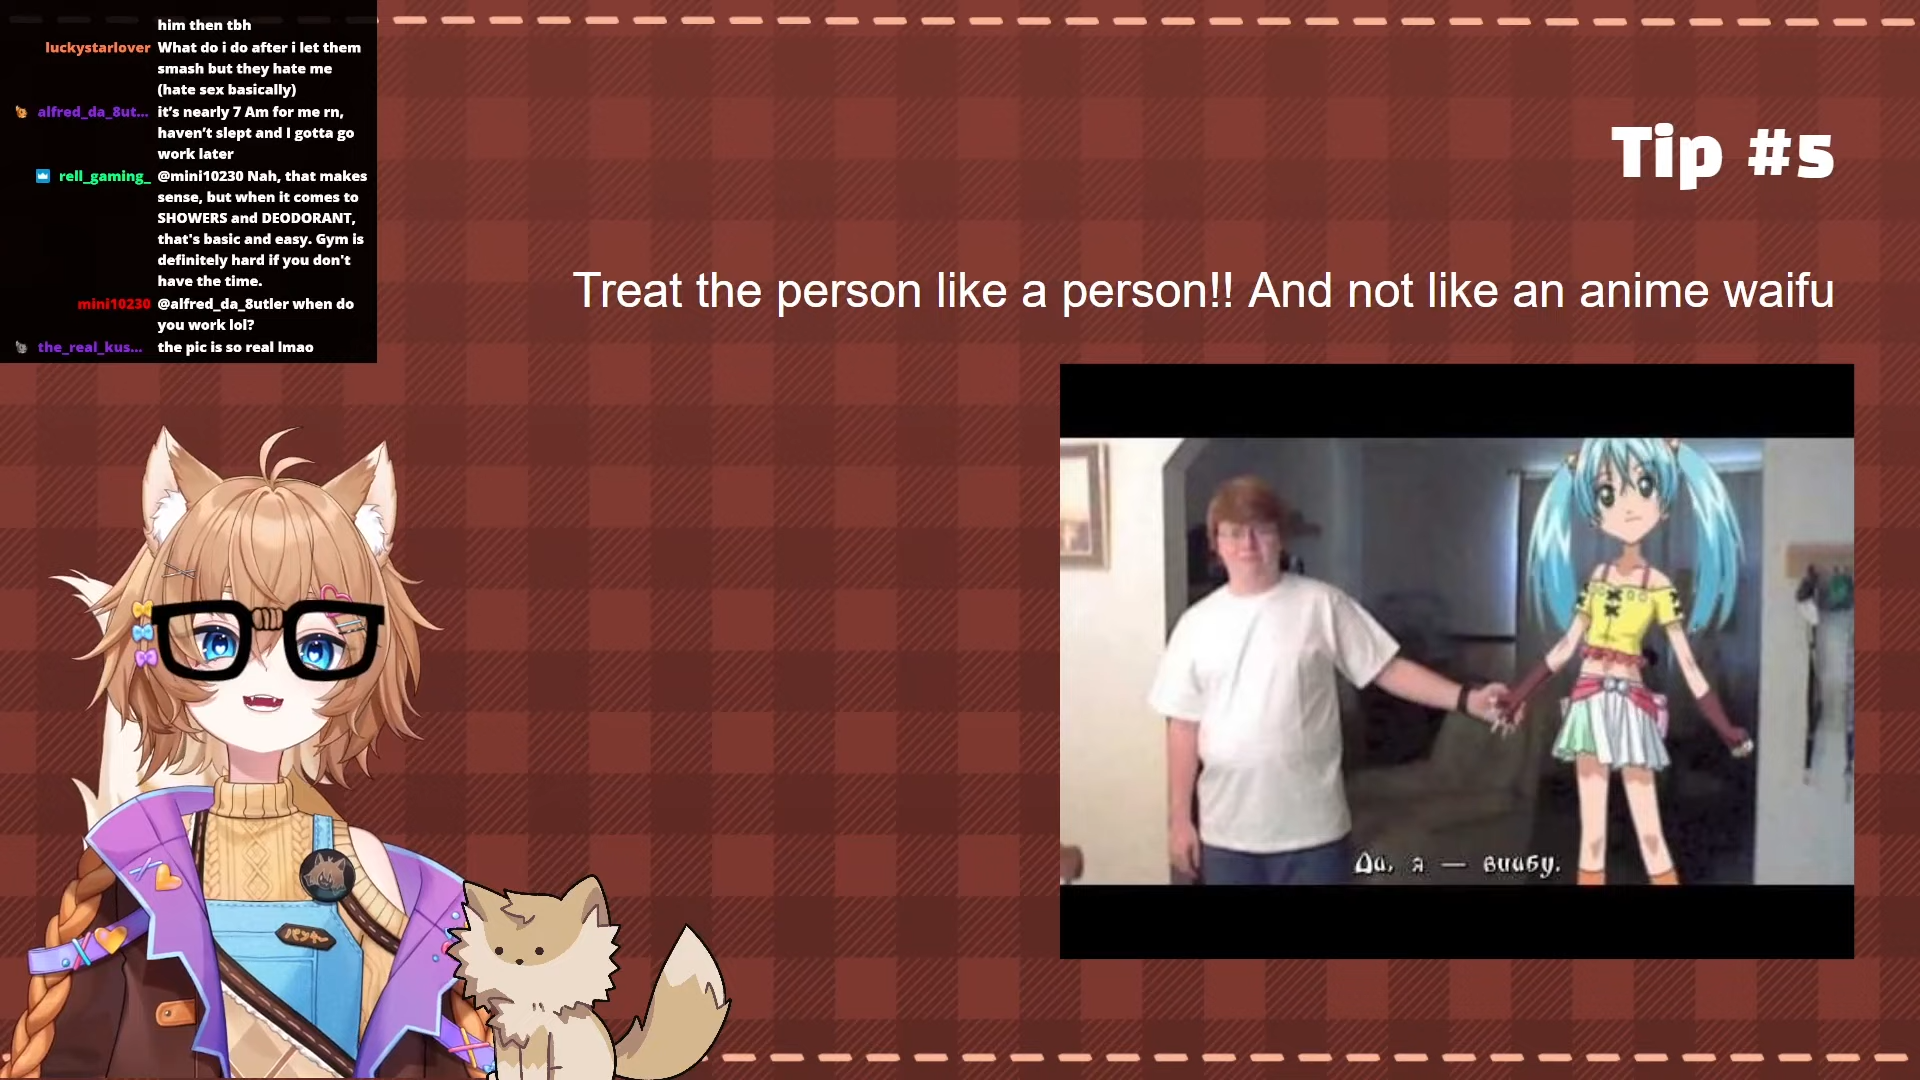 him then tbh
luckystarlover What do i do after i let them
smash but they hate me
(hate sex basically)
alfred_da_8ut... it’s nearly 7 Am for me rn,
haven’t slept and I gotta go
work later
rell_gaming_ @mini10230 Nah, that makes
sense, but when it comes to
SHOWERS and DEODORANT,
that's basic and easy. Gym is
definitely hard if you don't
have the time.
mini10230 @alfred_da_8utler when do
you work lol?
the_real_kus... the pic is so real lmao
Tip #5
Treat the person like a person!! And not like an anime waifu
Да, я — виабу.